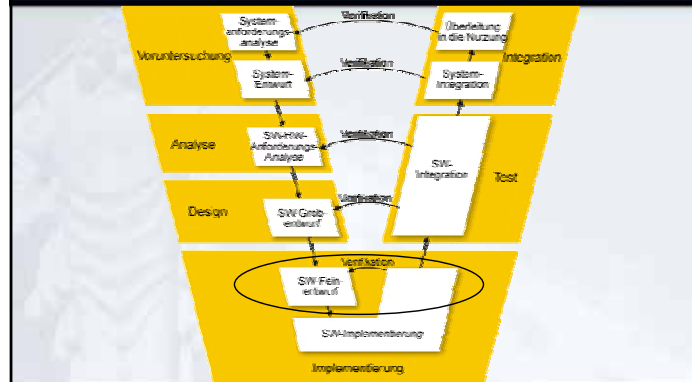 System-
anforderungs-
analyse
Verifikation
Überleitung
in die Nutzung
Voruntersuchung
Integration
System-
Entwurf
Verifikation
System-
Integration
Analyse
SW-HW-
Anforderungs-
Analyse
Verifikation
SW-
Integration
Test
Design
SW-Grob-
entwurf
Verifikation
SW-Fein-
entwurf
Verifikation
SW-Implementierung
Implementierung